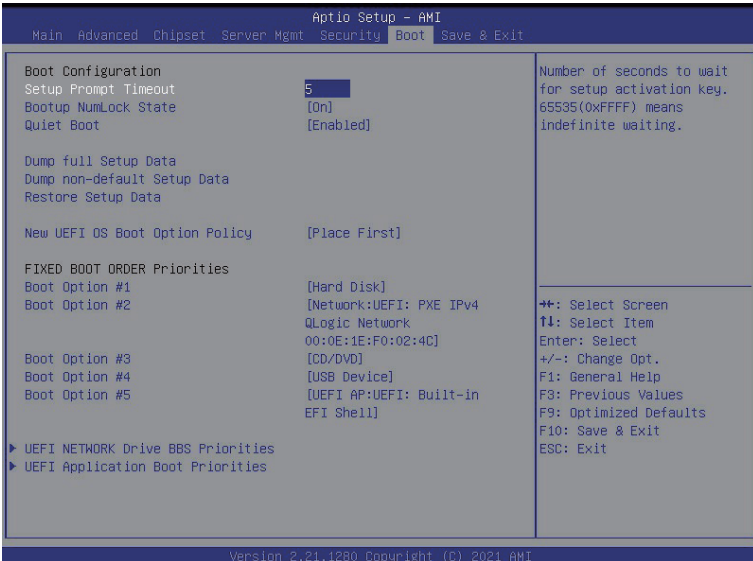 Aptio Setup – AMI
Main Advanced Chipset Server Mgmt Security Boot Save & Exit
Boot Configuration
Setup Prompt Timeout 5
Bootup NumLock State [On]
Quiet Boot [Enabled]
Dump full Setup Data
Dump non-default Setup Data
Restore Setup Data
New UEFI OS Boot Option Policy [Place First]
FIXED BOOT ORDER Priorities
Boot Option #1 [Hard Disk]
Boot Option #2 [Network:UEFI: PXE IPv4
QLogic Network
00:0E:1E:F0:02:4C]
Boot Option #3 [CD/DVD]
Boot Option #4 [USB Device]
Boot Option #5 [UEFI AP:UEFI: Built-in
EFI Shell]
▶ UEFI NETWORK Drive BBS Priorities
▶ UEFI Application Boot Priorities
Number of seconds to wait
for setup activation key.
65535(0xFFFF) means
indefinite waiting.
→←: Select Screen
↑↓: Select Item
Enter: Select
+/-: Change Opt.
F1: General Help
F3: Previous Values
F9: Optimized Defaults
F10: Save & Exit
ESC: Exit
Version 2.21.1280 Copyright (C) 2021 AMI